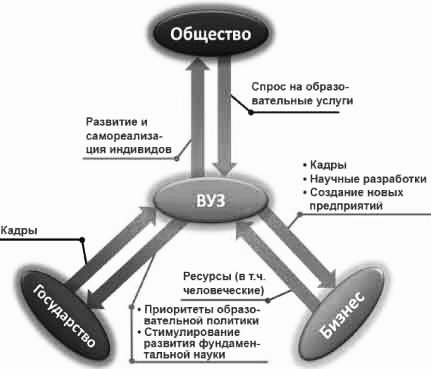 Общество
Спрос на образо-
вательные услуги
Развитие и
самореализа-
ция индивидов
• Кадры
• Научные разработки
• Создание новых
предприятий
ВУЗ
Кадры
Ресурсы (в т.ч.
человеческие)
Государство
• Приоритеты образо-
вательной политики
• Стимулирование
развития фундамен-
тальной науки
Бизнес